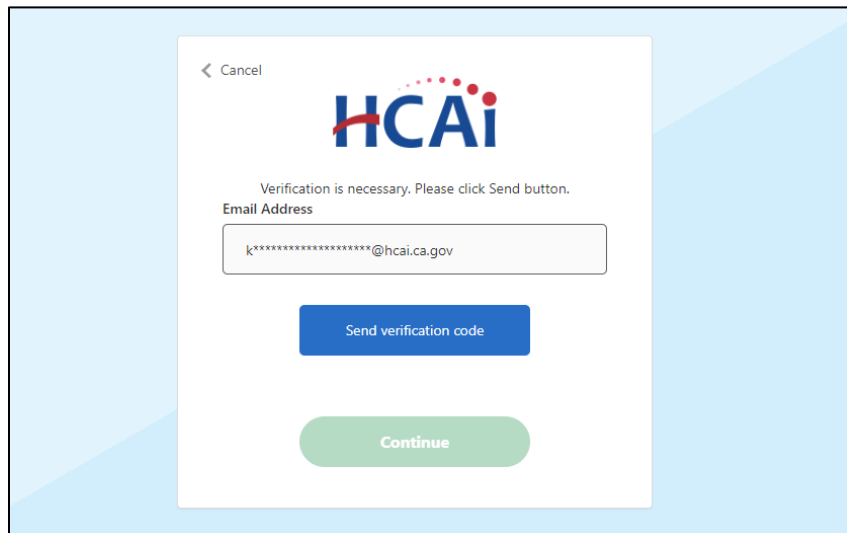 Cancel
HCAi
Verification is necessary. Please click Send button.
Email Address
k********************@hcai.ca.gov
Send verification code
Continue